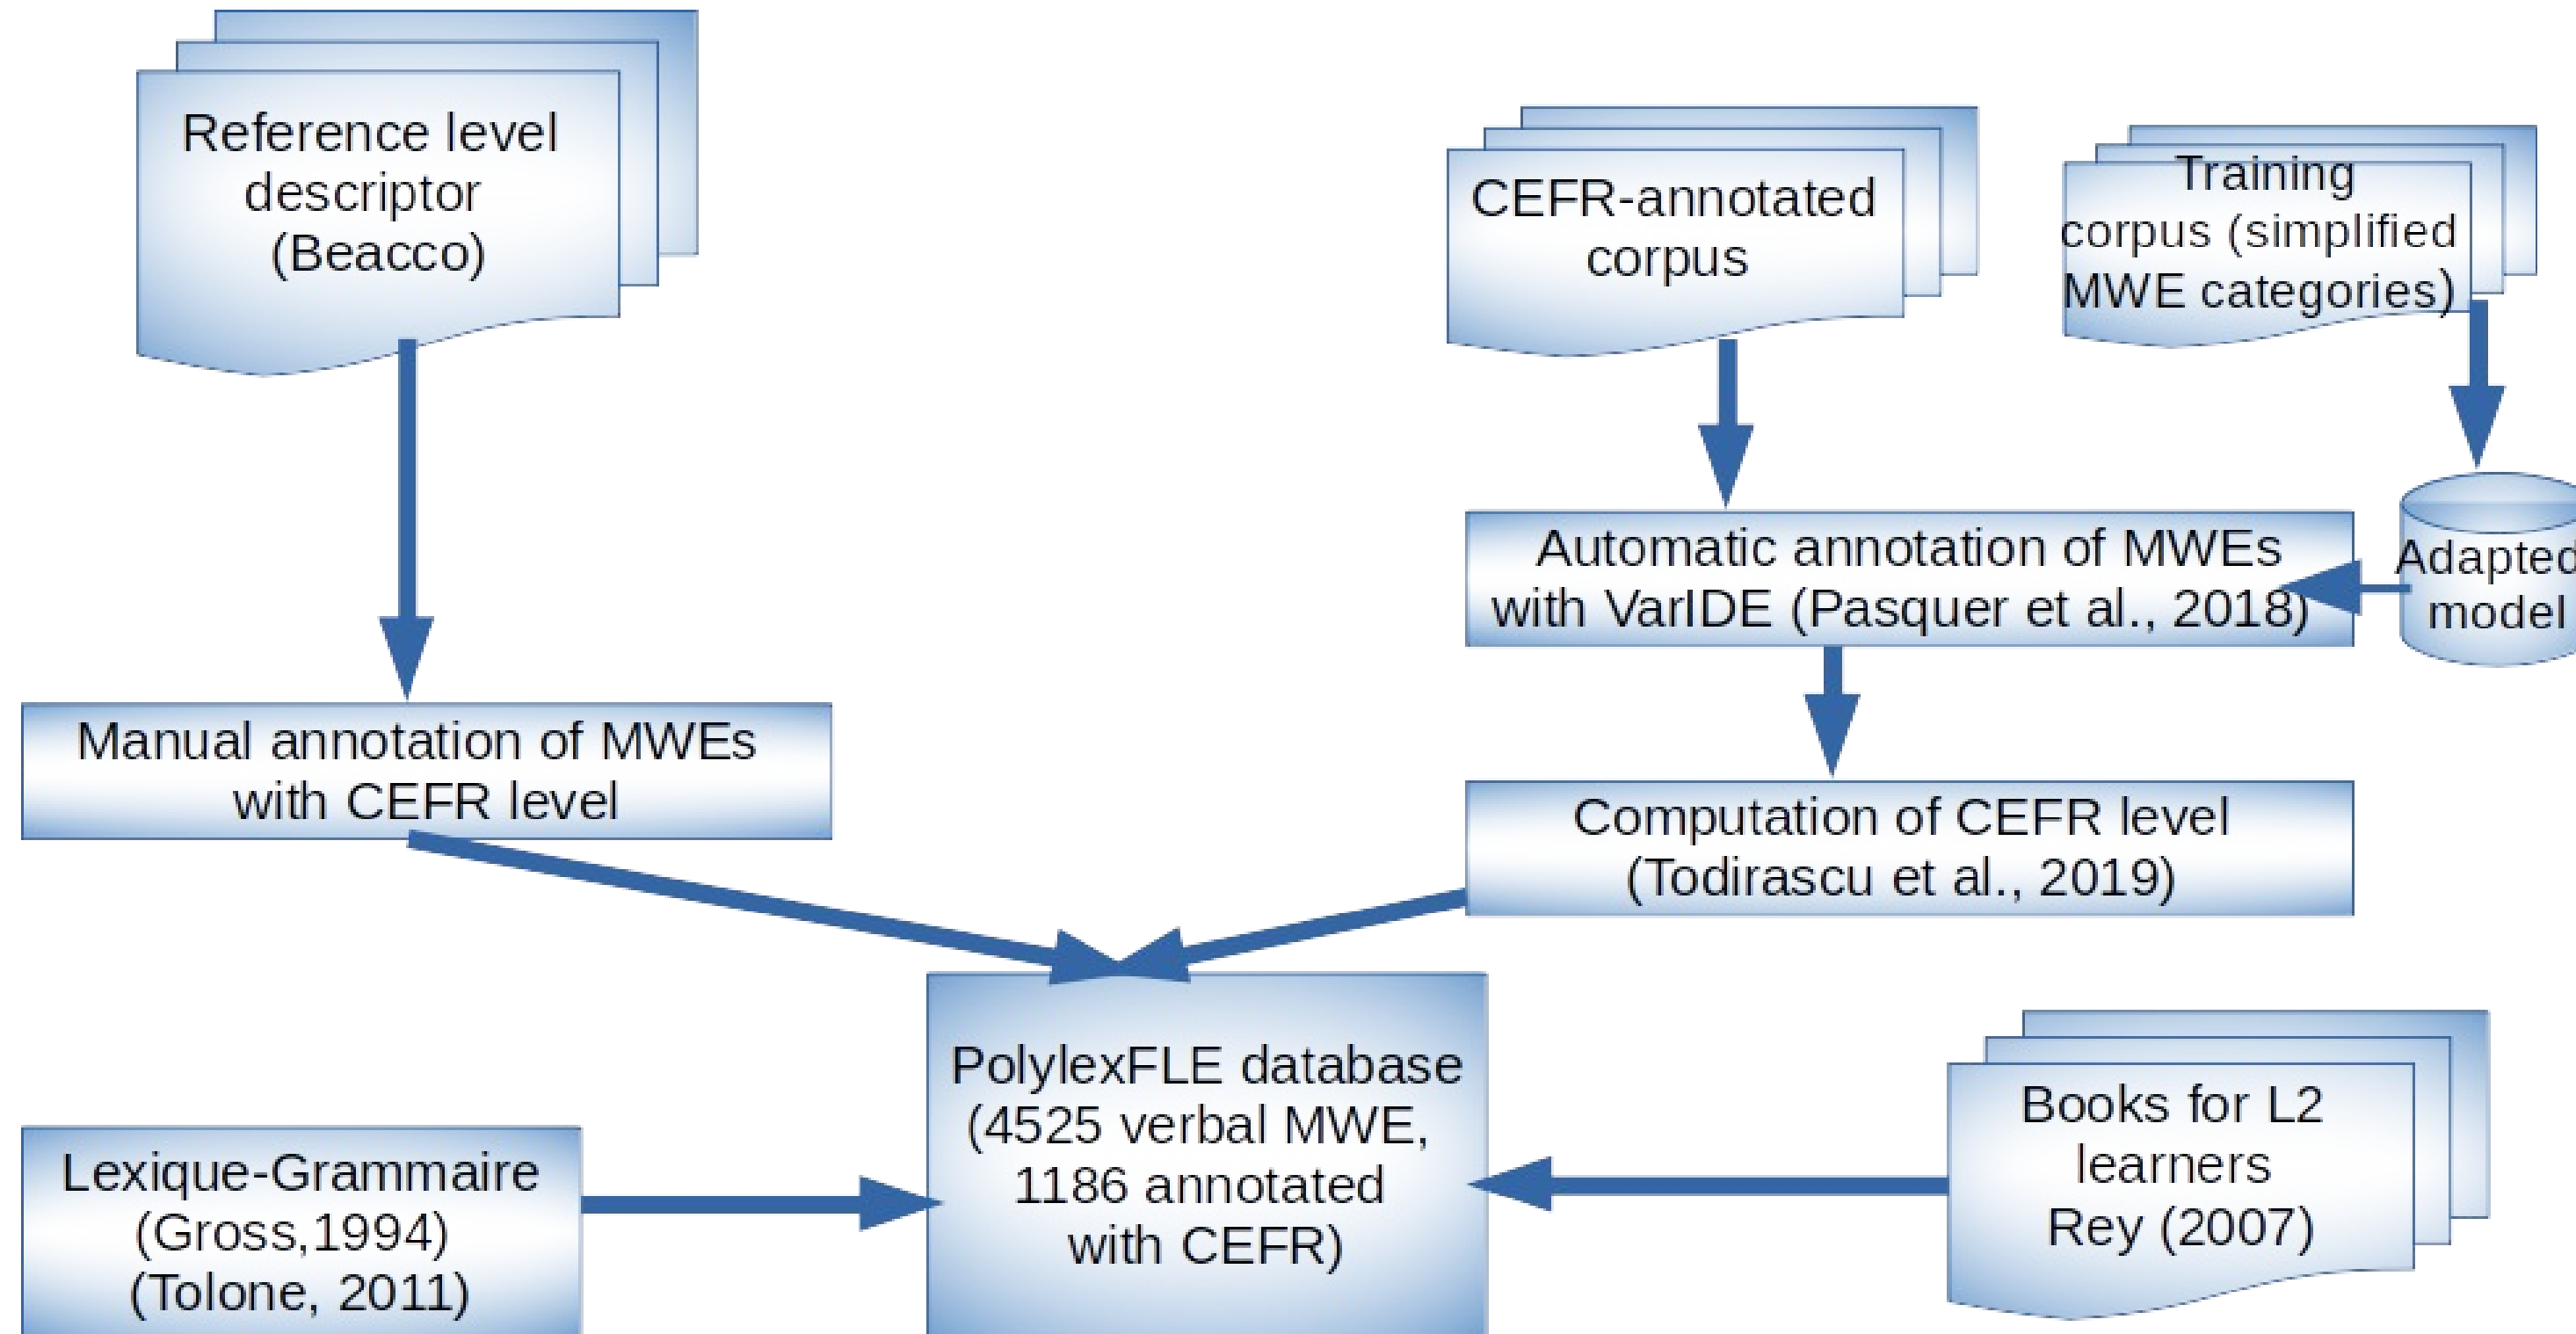 Reference level
descriptor
(Beacco)
CEFR-annotated
corpus
Training
corpus (simplified
MWE categories)
Automatic annotation of MWEs
with VarIDE (Pasquer et al., 2018)
Adapted
model
Manual annotation of MWEs
with CEFR level
Computation of CEFR level
(Todirascu et al., 2019)
PolylexFLE database
(4525 verbal MWE,
1186 annotated
with CEFR)
Lexique-Grammaire
(Gross,1994)
(Tolone, 2011)
Books for L2
learners
Rey (2007)